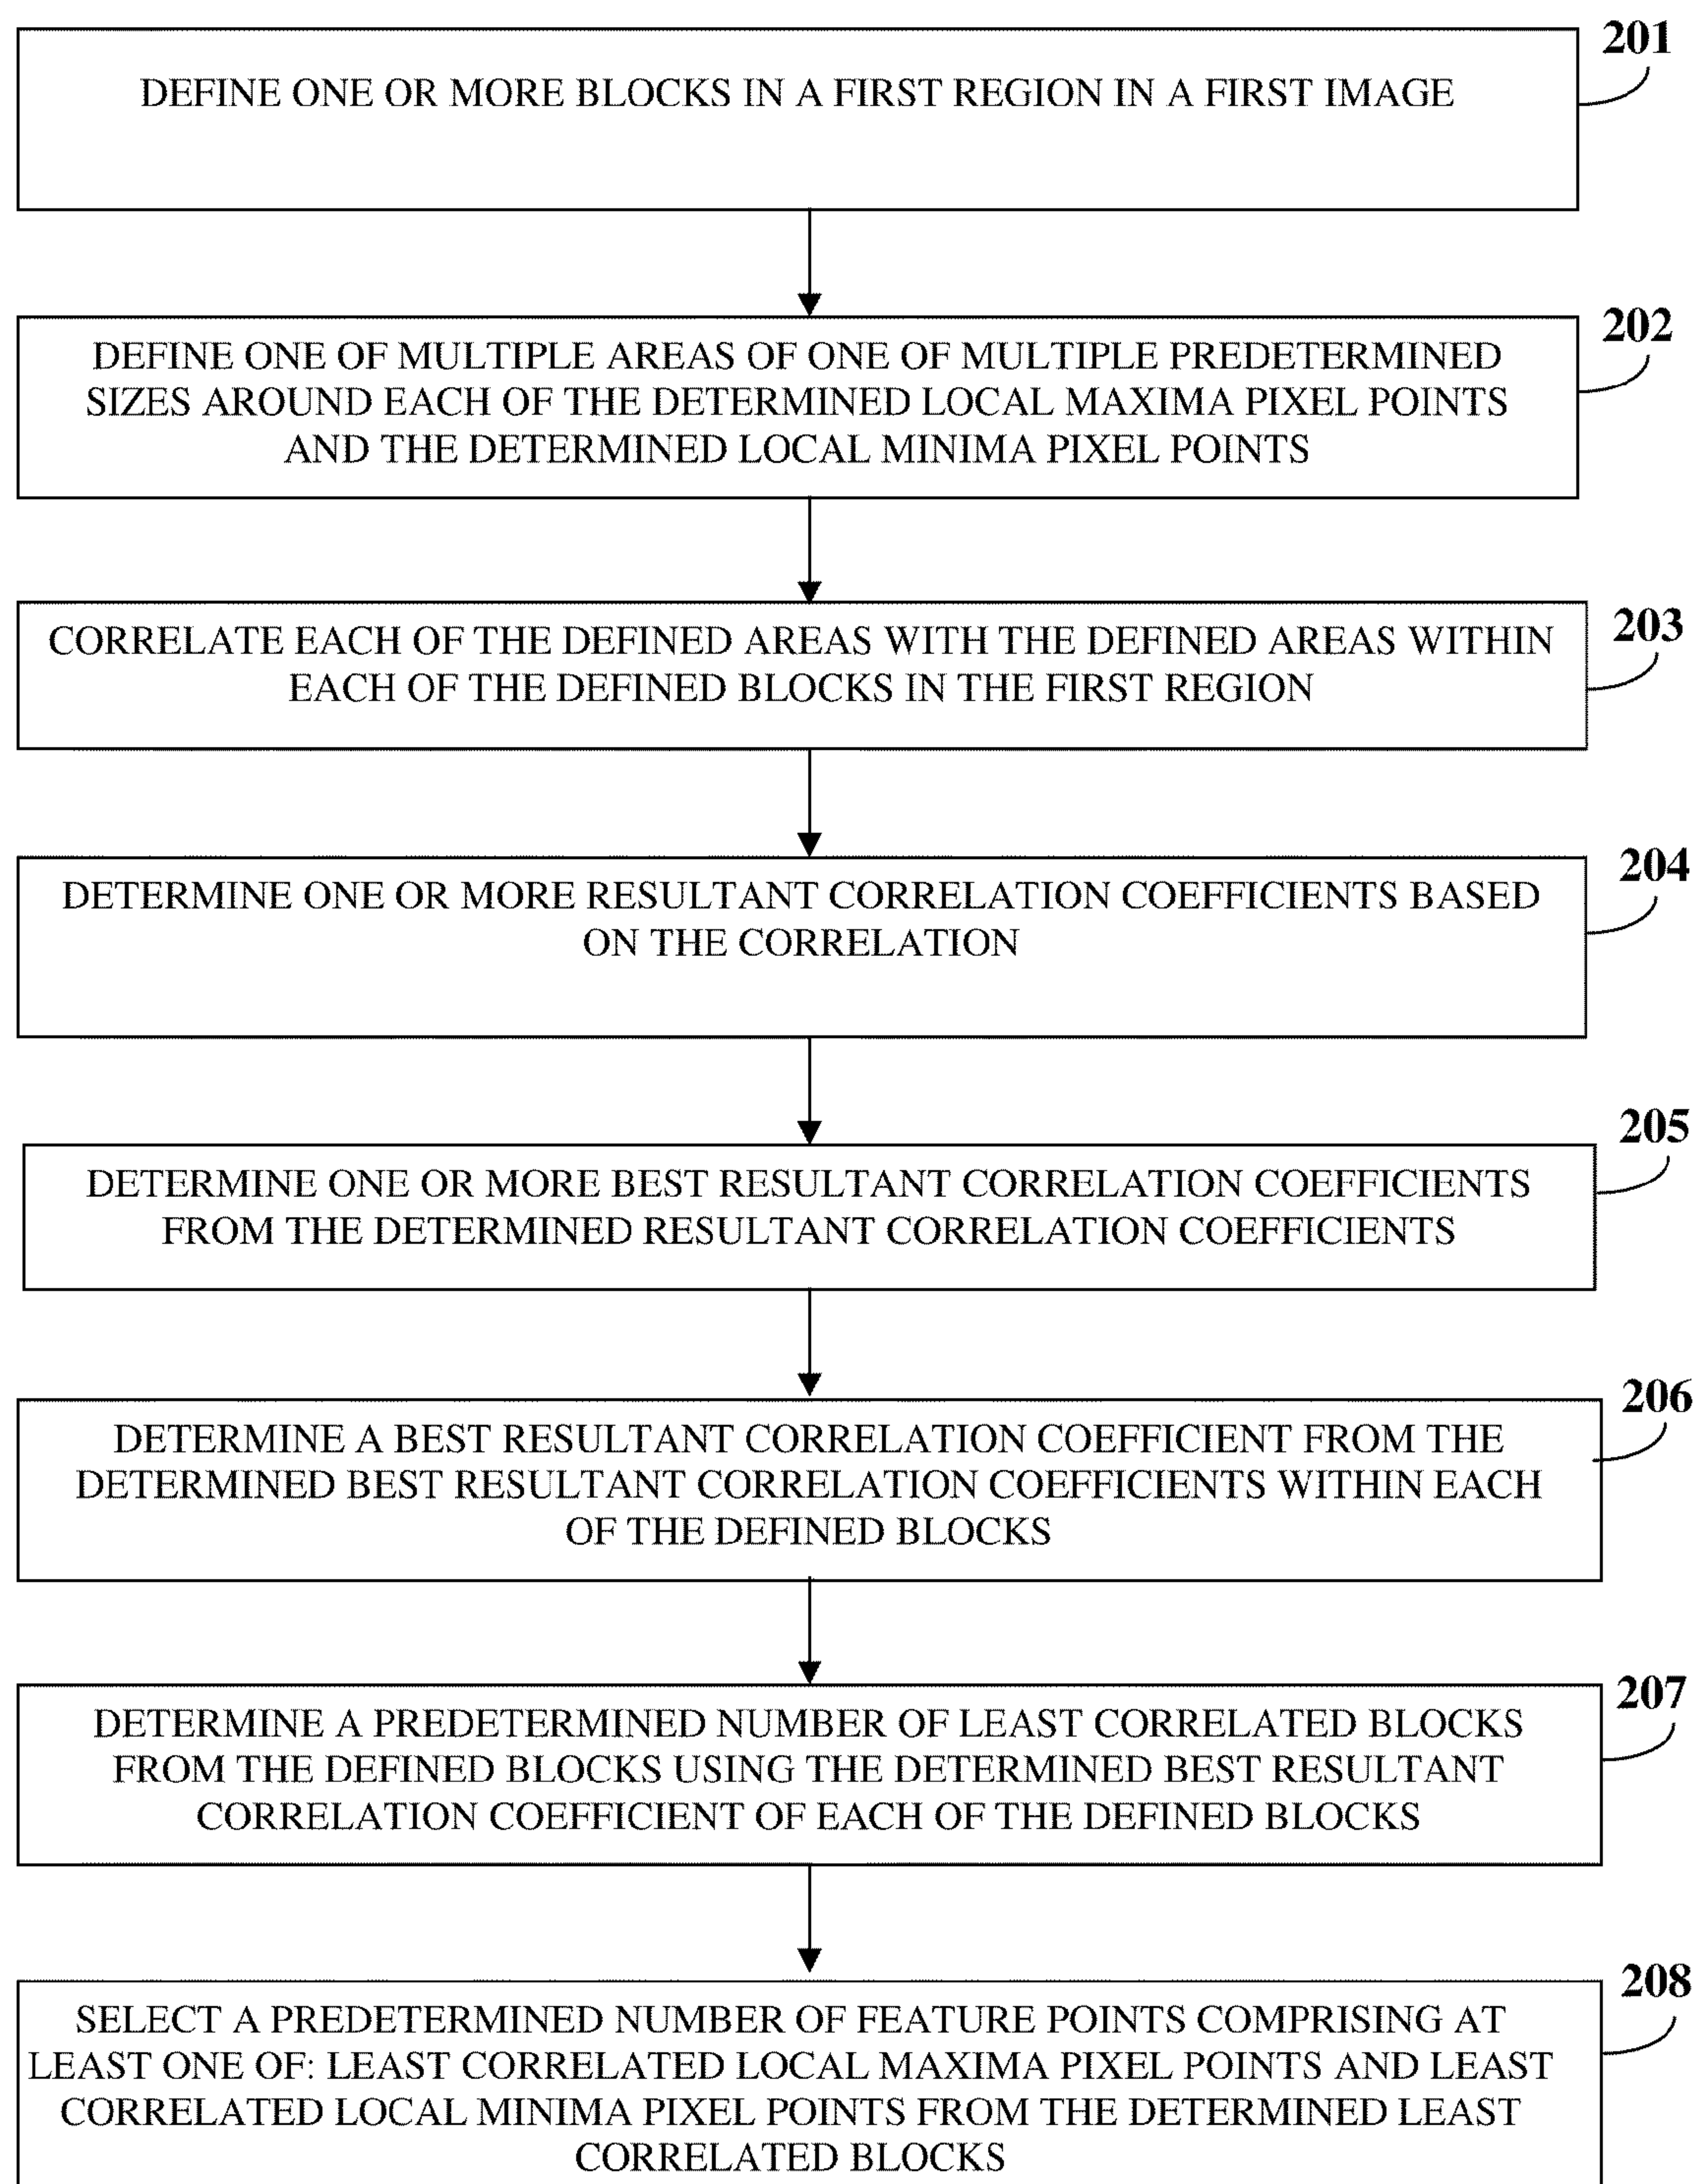 201
DEFINE ONE OR MORE BLOCKS IN A FIRST REGION IN A FIRST IMAGE
202
DEFINE ONE OF MULTIPLE AREAS OF ONE OF MULTIPLE PREDETERMINED
SIZES AROUND EACH OF THE DETERMINED LOCAL MAXIMA PIXEL POINTS
AND THE DETERMINED LOCAL MINIMA PIXEL POINTS
203
CORRELATE EACH OF THE DEFINED AREAS WITH THE DEFINED AREAS WITHIN
EACH OF THE DEFINED BLOCKS IN THE FIRST REGION
204
DETERMINE ONE OR MORE RESULTANT CORRELATION COEFFICIENTS BASED
ON THE CORRELATION
205
DETERMINE ONE OR MORE BEST RESULTANT CORRELATION COEFFICIENTS
FROM THE DETERMINED RESULTANT CORRELATION COEFFICIENTS
206
DETERMINE A BEST RESULTANT CORRELATION COEFFICIENT FROM THE
DETERMINED BEST RESULTANT CORRELATION COEFFICIENTS WITHIN EACH
OF THE DEFINED BLOCKS
207
DETERMINE A PREDETERMINED NUMBER OF LEAST CORRELATED BLOCKS
FROM THE DEFINED BLOCKS USING THE DETERMINED BEST RESULTANT
CORRELATION COEFFICIENT OF EACH OF THE DEFINED BLOCKS
208
SELECT A PREDETERMINED NUMBER OF FEATURE POINTS COMPRISING AT
LEAST ONE OF: LEAST CORRELATED LOCAL MAXIMA PIXEL POINTS AND LEAST
CORRELATED LOCAL MINIMA PIXEL POINTS FROM THE DETERMINED LEAST
CORRELATED BLOCKS